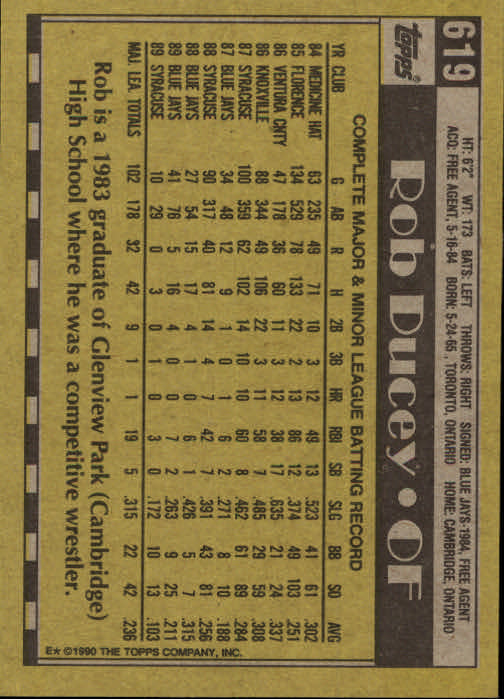 619
topps
HT: 6'2" WT: 173 BATS: LEFT THROWS: RIGHT SIGNED: BLUE JAYS-1984, FREE AGENT
ACQ: FREE AGENT, 5-16-84 BORN: 5-24-65, TORONTO, ONTARIO HOME: CAMBRIDGE, ONTARIO
Rob Ducey • OF
COMPLETE MAJOR & MINOR LEAGUE BATTING RECORD
YR CLUB G AB R H 2B 3B HR RBI SB SLG BB SO AVG
84 MEDICINE HAT 63 235 49 71 10 3 12 49 13 .523 41 61 .302
85 FLORENCE 134 529 78 133 22 2 13 86 12 .374 49 103 .251
86 VENTURA CNTY 47 178 36 60 11 3 12 38 17 .635 21 24 .337
86 KNOXVILLE 88 344 49 106 22 3 11 58 7 .485 29 59 .308
87 SYRACUSE 100 359 62 102 14 10 10 60 8 .462 61 89 .284
87 BLUE JAYS 34 48 12 9 1 0 1 6 2 .271 8 10 .188
88 SYRACUSE 90 317 40 81 14 4 7 42 7 .391 43 81 .256
88 BLUE JAYS 27 54 15 17 4 1 0 6 1 .426 5 7 .315
89 BLUE JAYS 41 76 5 16 4 0 0 7 2 .263 9 25 .211
89 SYRACUSE 10 29 0 3 0 1 0 3 0 .172 10 13 .103
MAJ. LEA. TOTALS 102 178 32 42 9 1 1 19 5 .315 22 42 .236
Rob is a 1983 graduate of Glenview Park (Cambridge)
High School where he was a competitive wrestler.
E* ©1990 THE TOPPS COMPANY, INC.